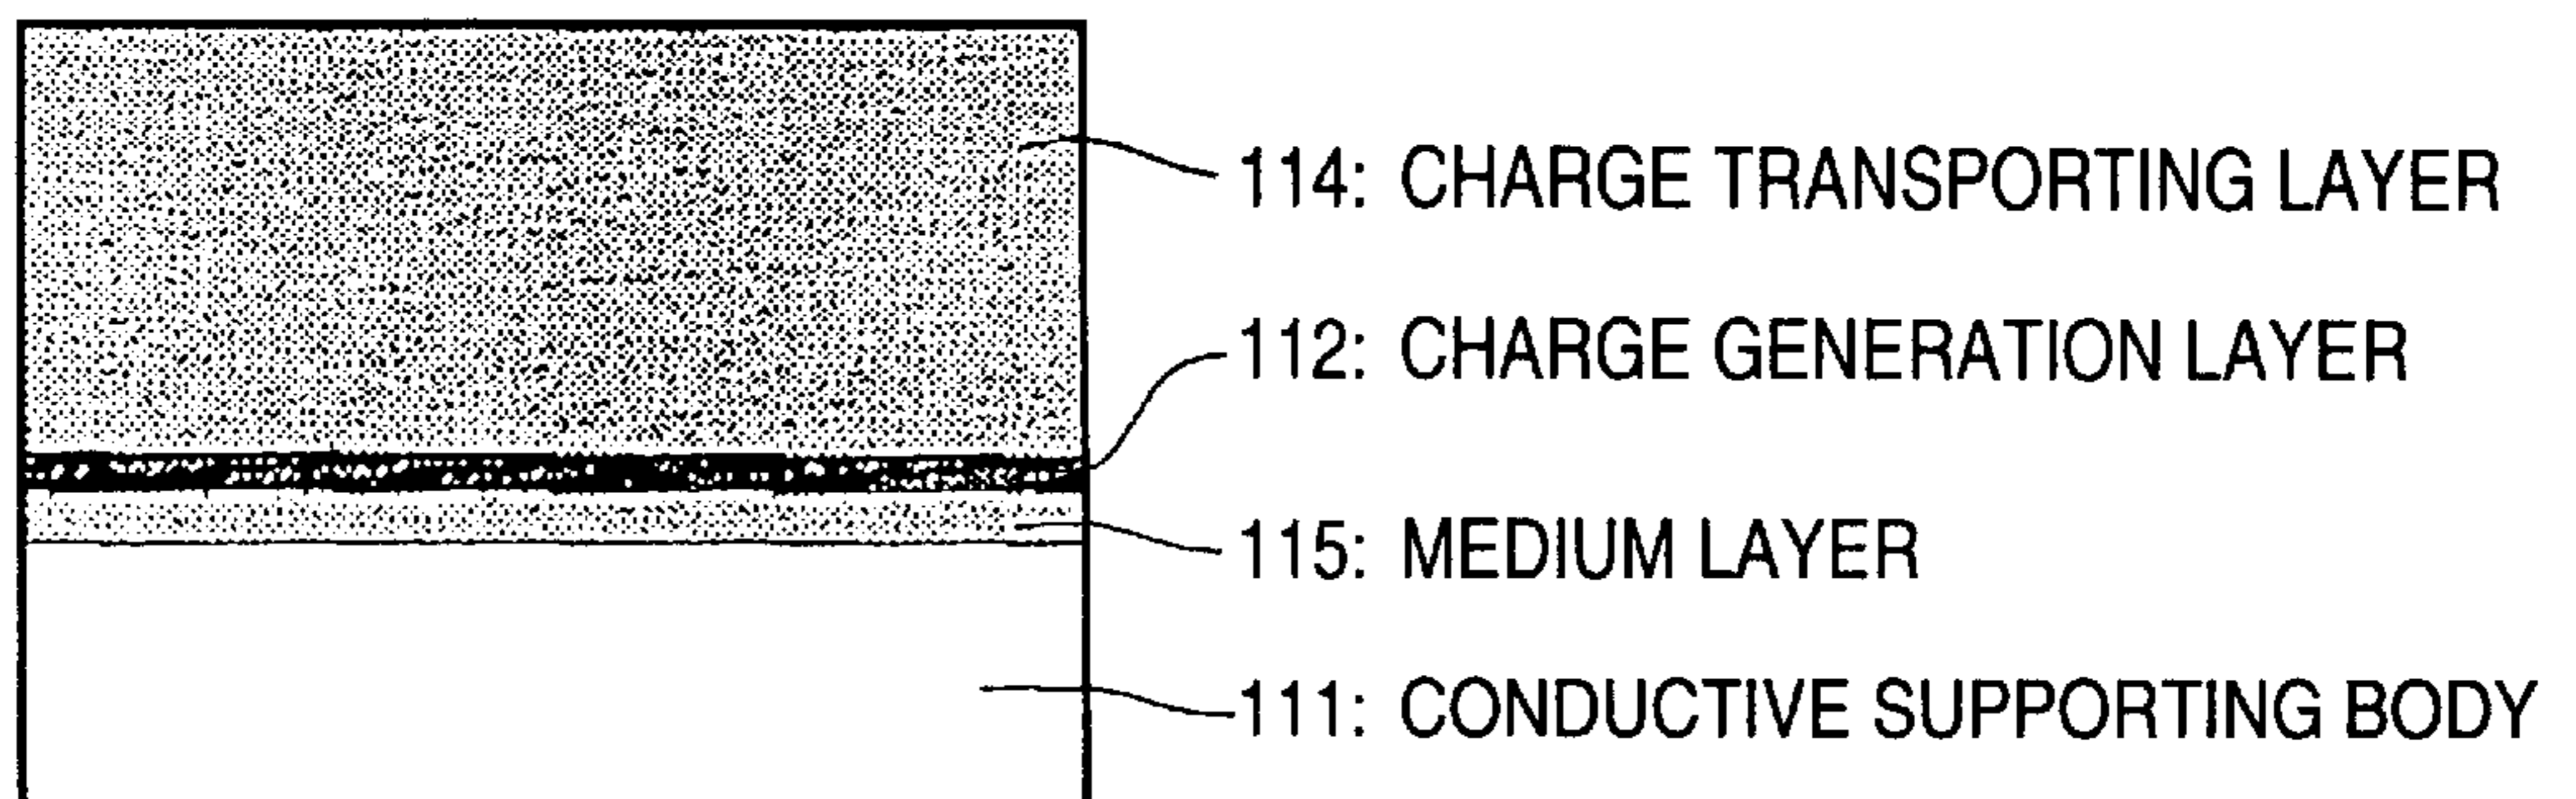 114: CHARGE TRANSPORTING LAYER
112: CHARGE GENERATION LAYER
115: MEDIUM LAYER
111: CONDUCTIVE SUPPORTING BODY